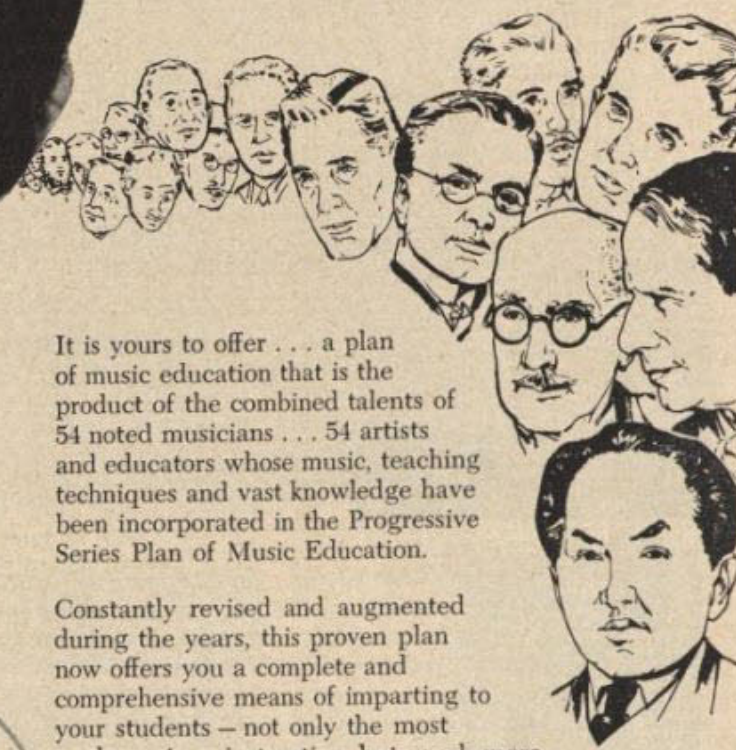 It is yours to offer . . . a plan
of music education that is the
product of the combined talents of
54 noted musicians . . . 54 artists
and educators whose music, teaching
techniques and vast knowledge have
been incorporated in the Progressive
Series Plan of Music Education.
Constantly revised and augmented
during the years, this proven plan
now offers you a complete and
comprehensive means of imparting to
your students — not only the most